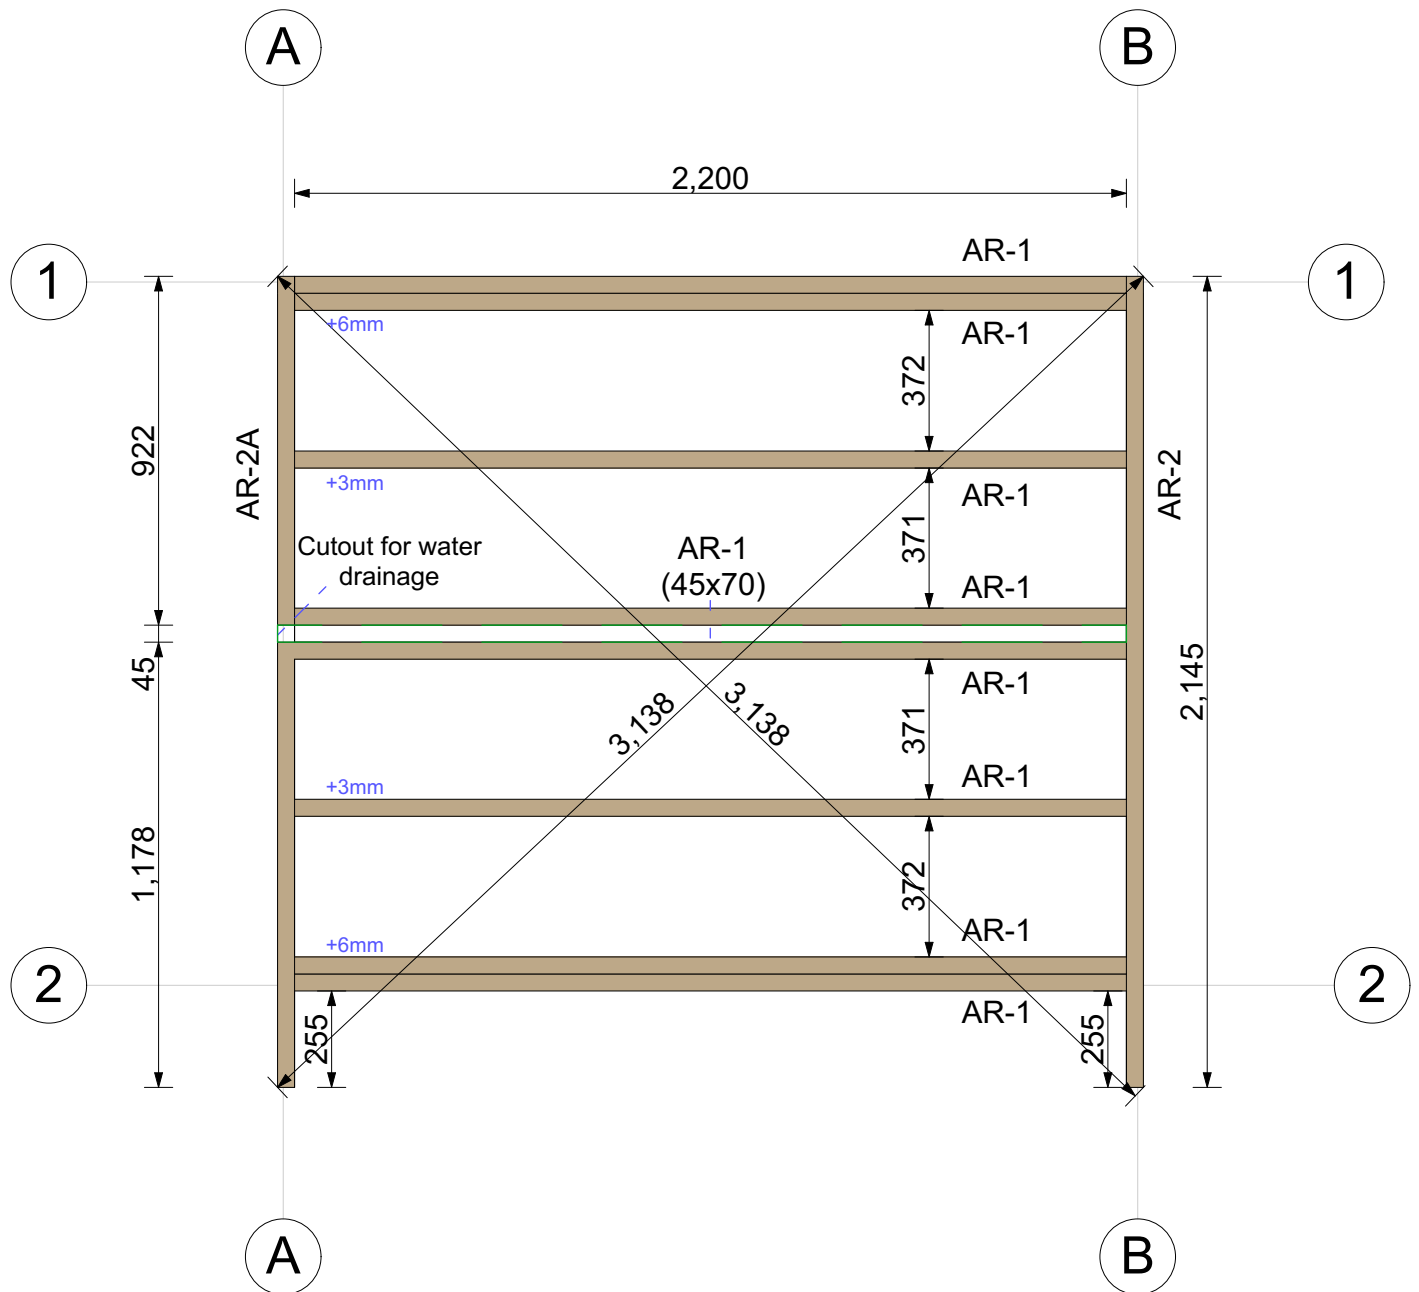 A
B
2,200
AR-1
1
1
+6mm
AR-1
372
922
AR-2A
AR-2
+3mm
AR-1
371
Cutout for water
drainage
AR-1
(45x70)
AR-1
45
AR-1
2,145
3,138
3,138
371
AR-1
+3mm
1,178
372
AR-1
+6mm
2
2
AR-1
255
255
A
B